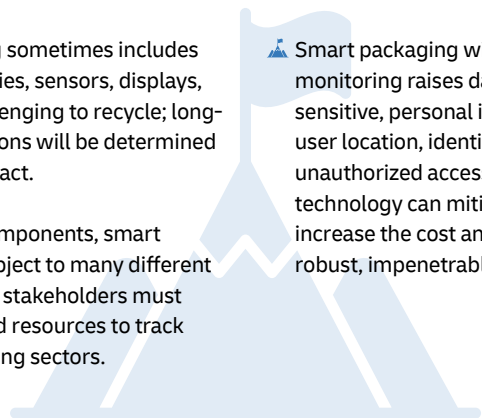 sometimes includes
ies, sensors, displays,
enging to recycle; long-
ons will be determined
act.
mponents, smart
bject to many different
stakeholders must
d resources to track
ng sectors.
Smart packaging w
monitoring raises da
sensitive, personal i
user location, identi
unauthorized access
technology can miti
increase the cost an
robust, impenetrabl